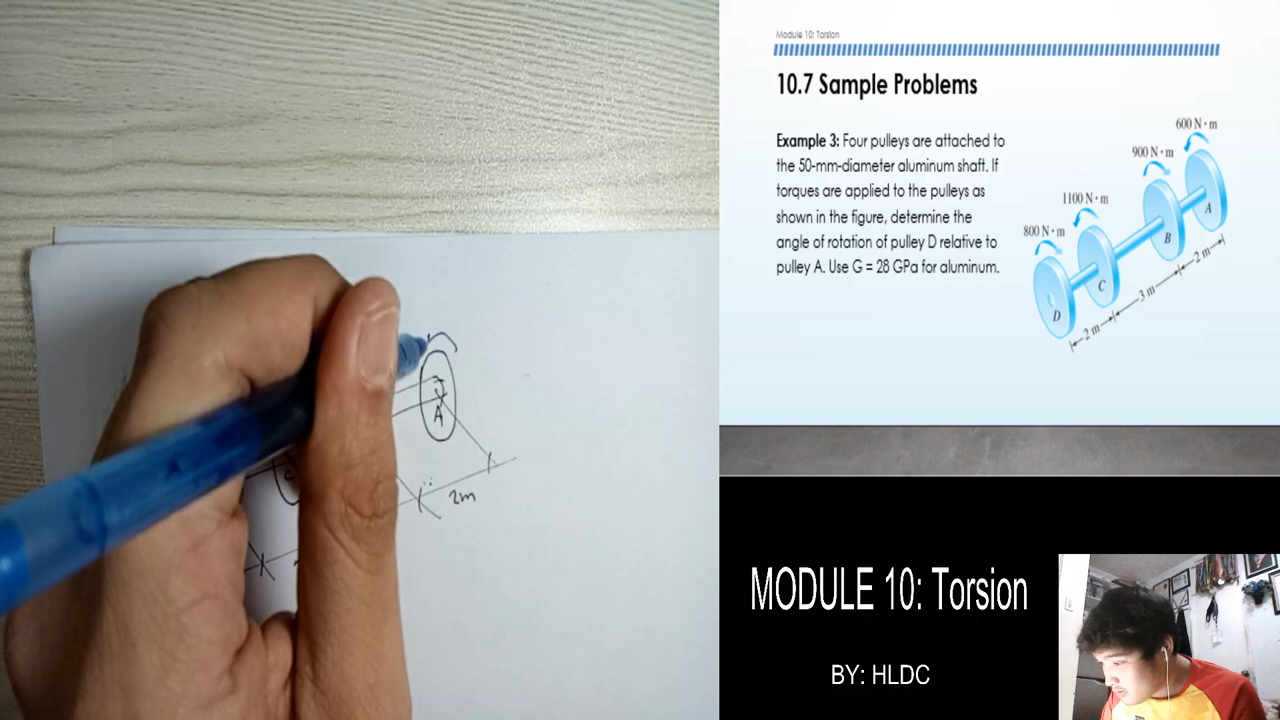 A
2m
Module 10: Torsion
10.7 Sample Problems
Example 3: Four pulleys are attached to
the 50-mm-diameter aluminum shaft. If
torques are applied to the pulleys as
shown in the figure, determine the
angle of rotation of pulley D relative to
pulley A. Use G = 28 GPa for aluminum.
600 N·m
900 N·m
1100 N·m
800 N·m
A
B
C
D
2 m
3 m
2 m
MODULE 10: Torsion
BY: HLDC